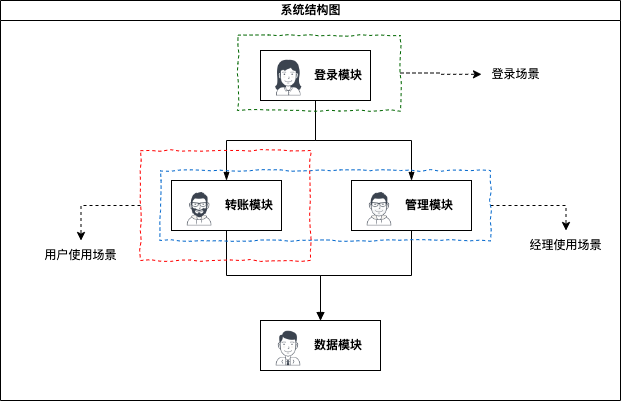 系统结构图
登录模块
登录场景
转账模块
管理模块
用户使用场景
经理使用场景
数据模块